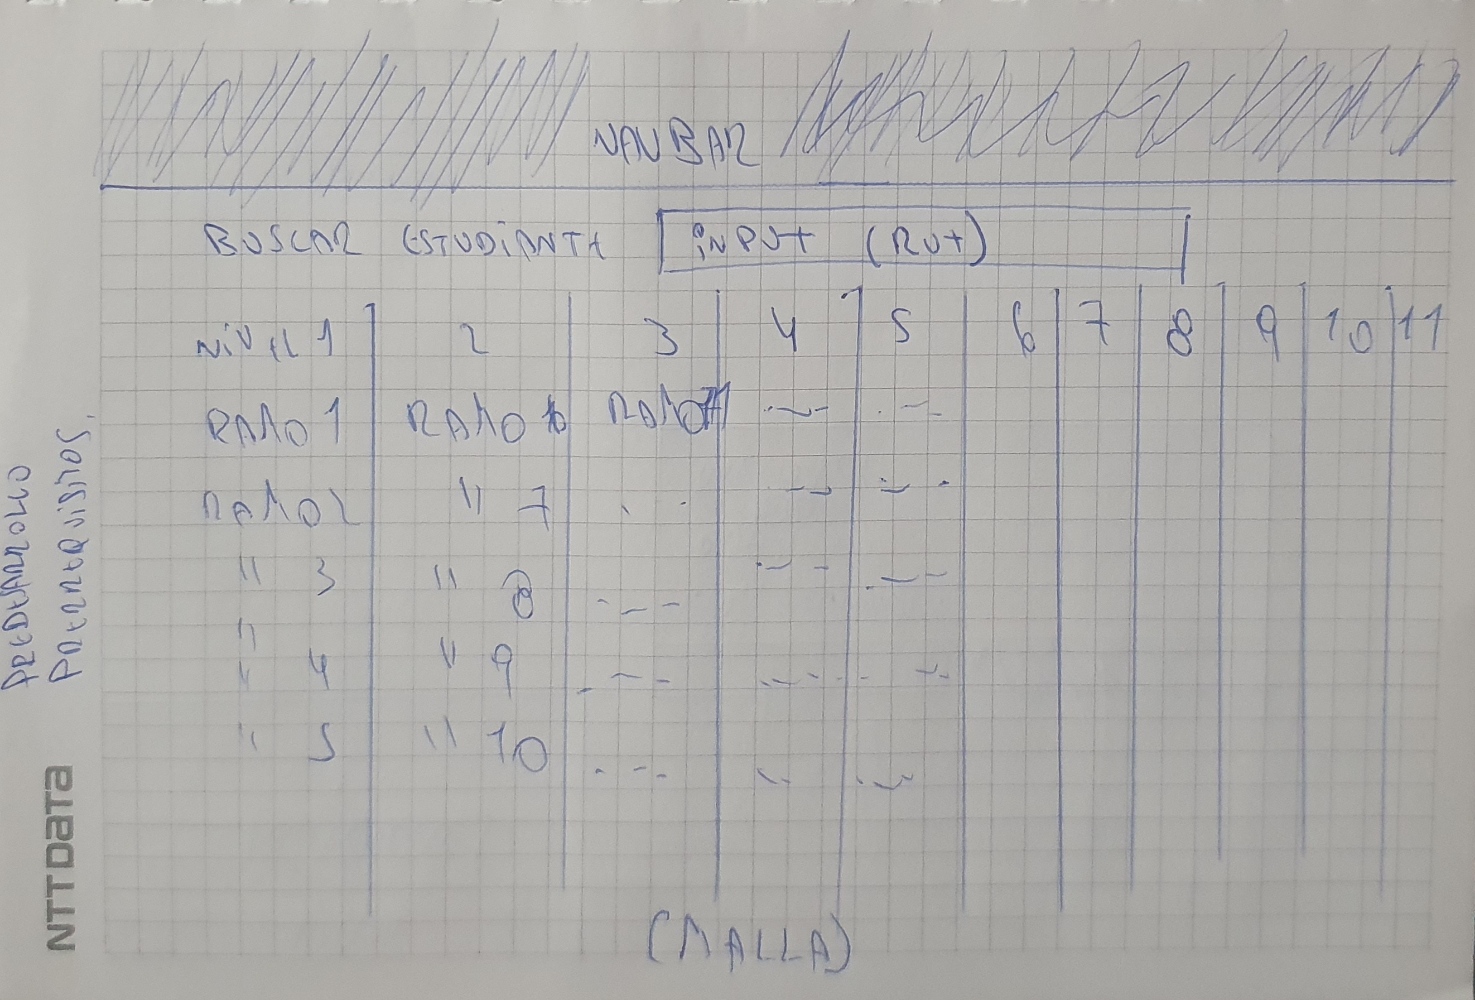 NAVBAR
BUSCAR ESTUDIANTE INPUT (RUT)
NIVEL 1 2 3 4 5 6 7 8 9 10 11
RAMO 1 RAMO 6 RAMO 11
RAMO 2 " 7
" 3 " 8
" 4 " 9
" 5 " 10
(MALLA)
PREDESARROLLO
PRERREQUISITOS,
NTT DATA